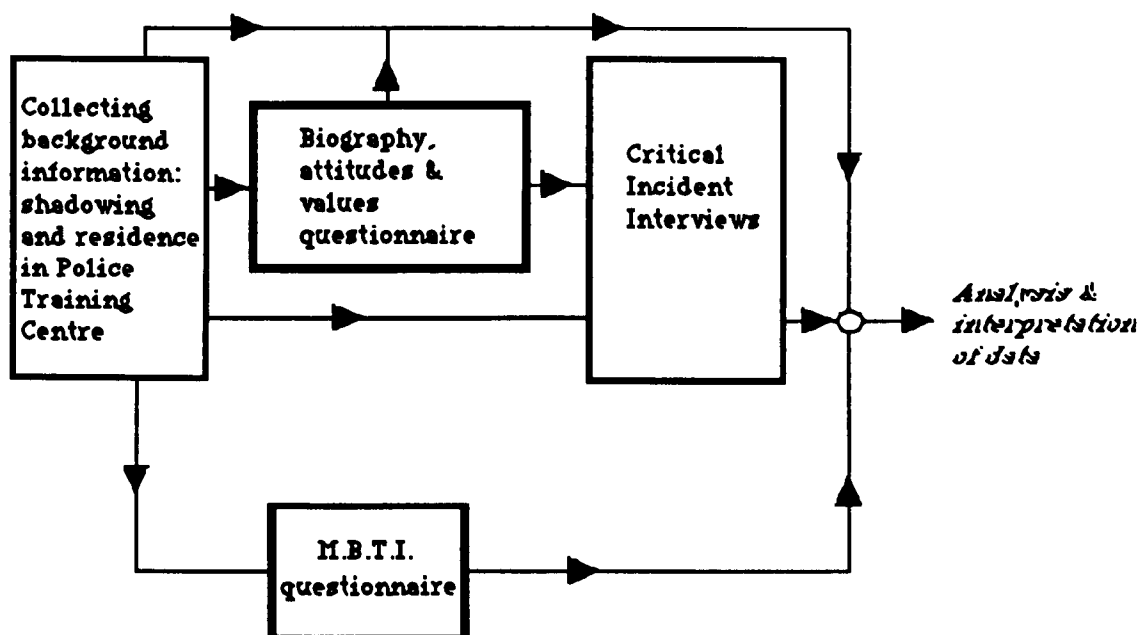 Collecting
background
information:
shadowing
and residence
in Police
Training
Centre
Biography,
attitudes &
values
questionnaire
Critical
Incident
Interviews
Analysis &
interpretation
of data
M.B.T.I.
questionnaire